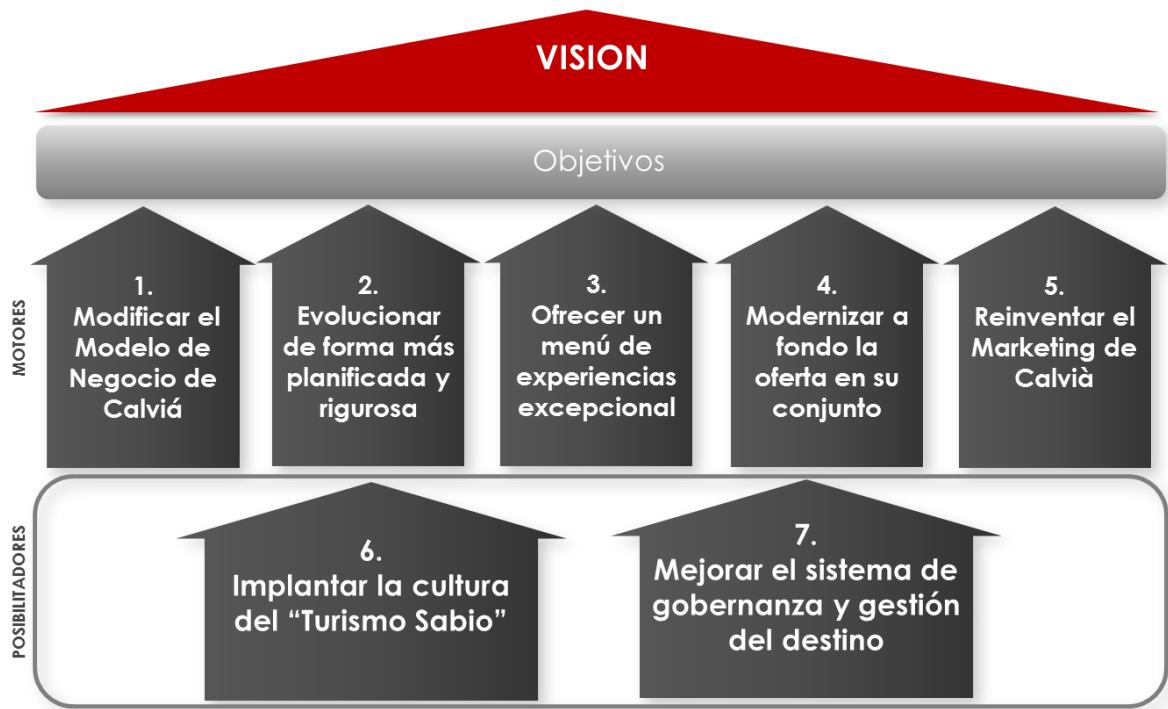 VISION
Objetivos
MOTORES
1.
Modificar el
Modelo de
Negocio de
Calviá
2.
Evolucionar
de forma más
planificada y
rigurosa
3.
Ofrecer un
menú de
experiencias
excepcional
4.
Modernizar a
fondo la
oferta en su
conjunto
5.
Reinventar el
Marketing de
Calvià
POSIBILITADORES
6.
Implantar la cultura
del “Turismo Sabio”
7.
Mejorar el sistema de
gobernanza y gestión
del destino